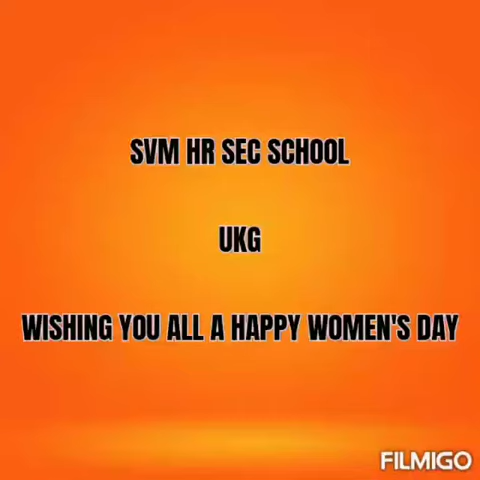 SVM HR SEC SCHOOL
UKG
WISHING YOU ALL A HAPPY WOMEN'S DAY
FILMIGO